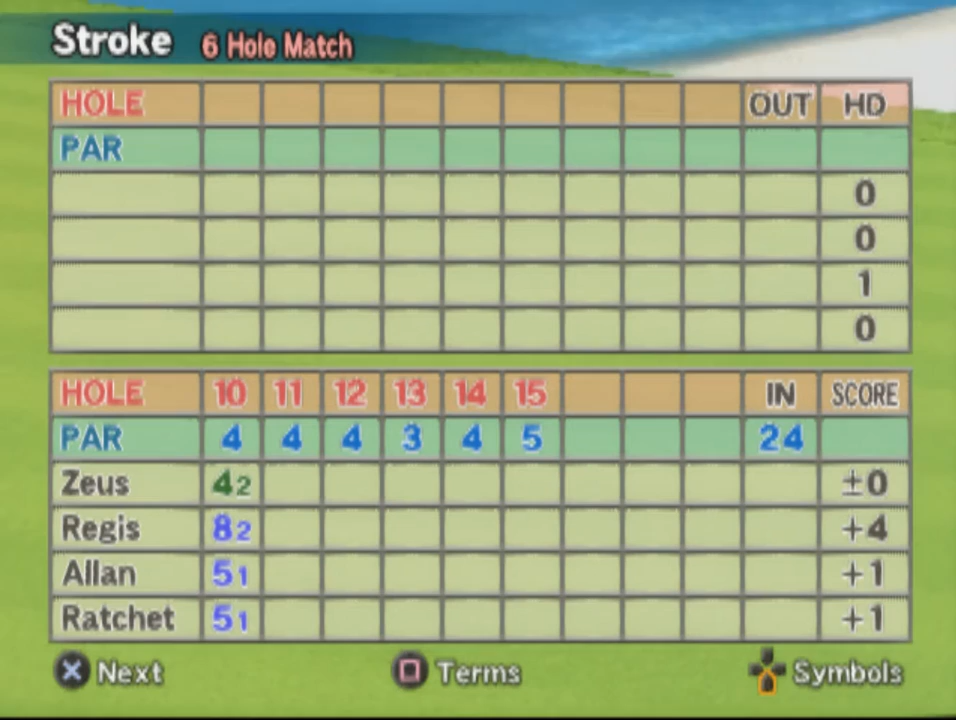 Stroke 6 Hole Match
HOLE OUT HD
PAR
0
0
1
0
HOLE 10 11 12 13 14 15 IN SCORE
PAR 4 4 4 3 4 5 24
Zeus 4 2 ±0
Regis 8 2 +4
Allan 5 1 +1
Ratchet 5 1 +1
Next Terms Symbols